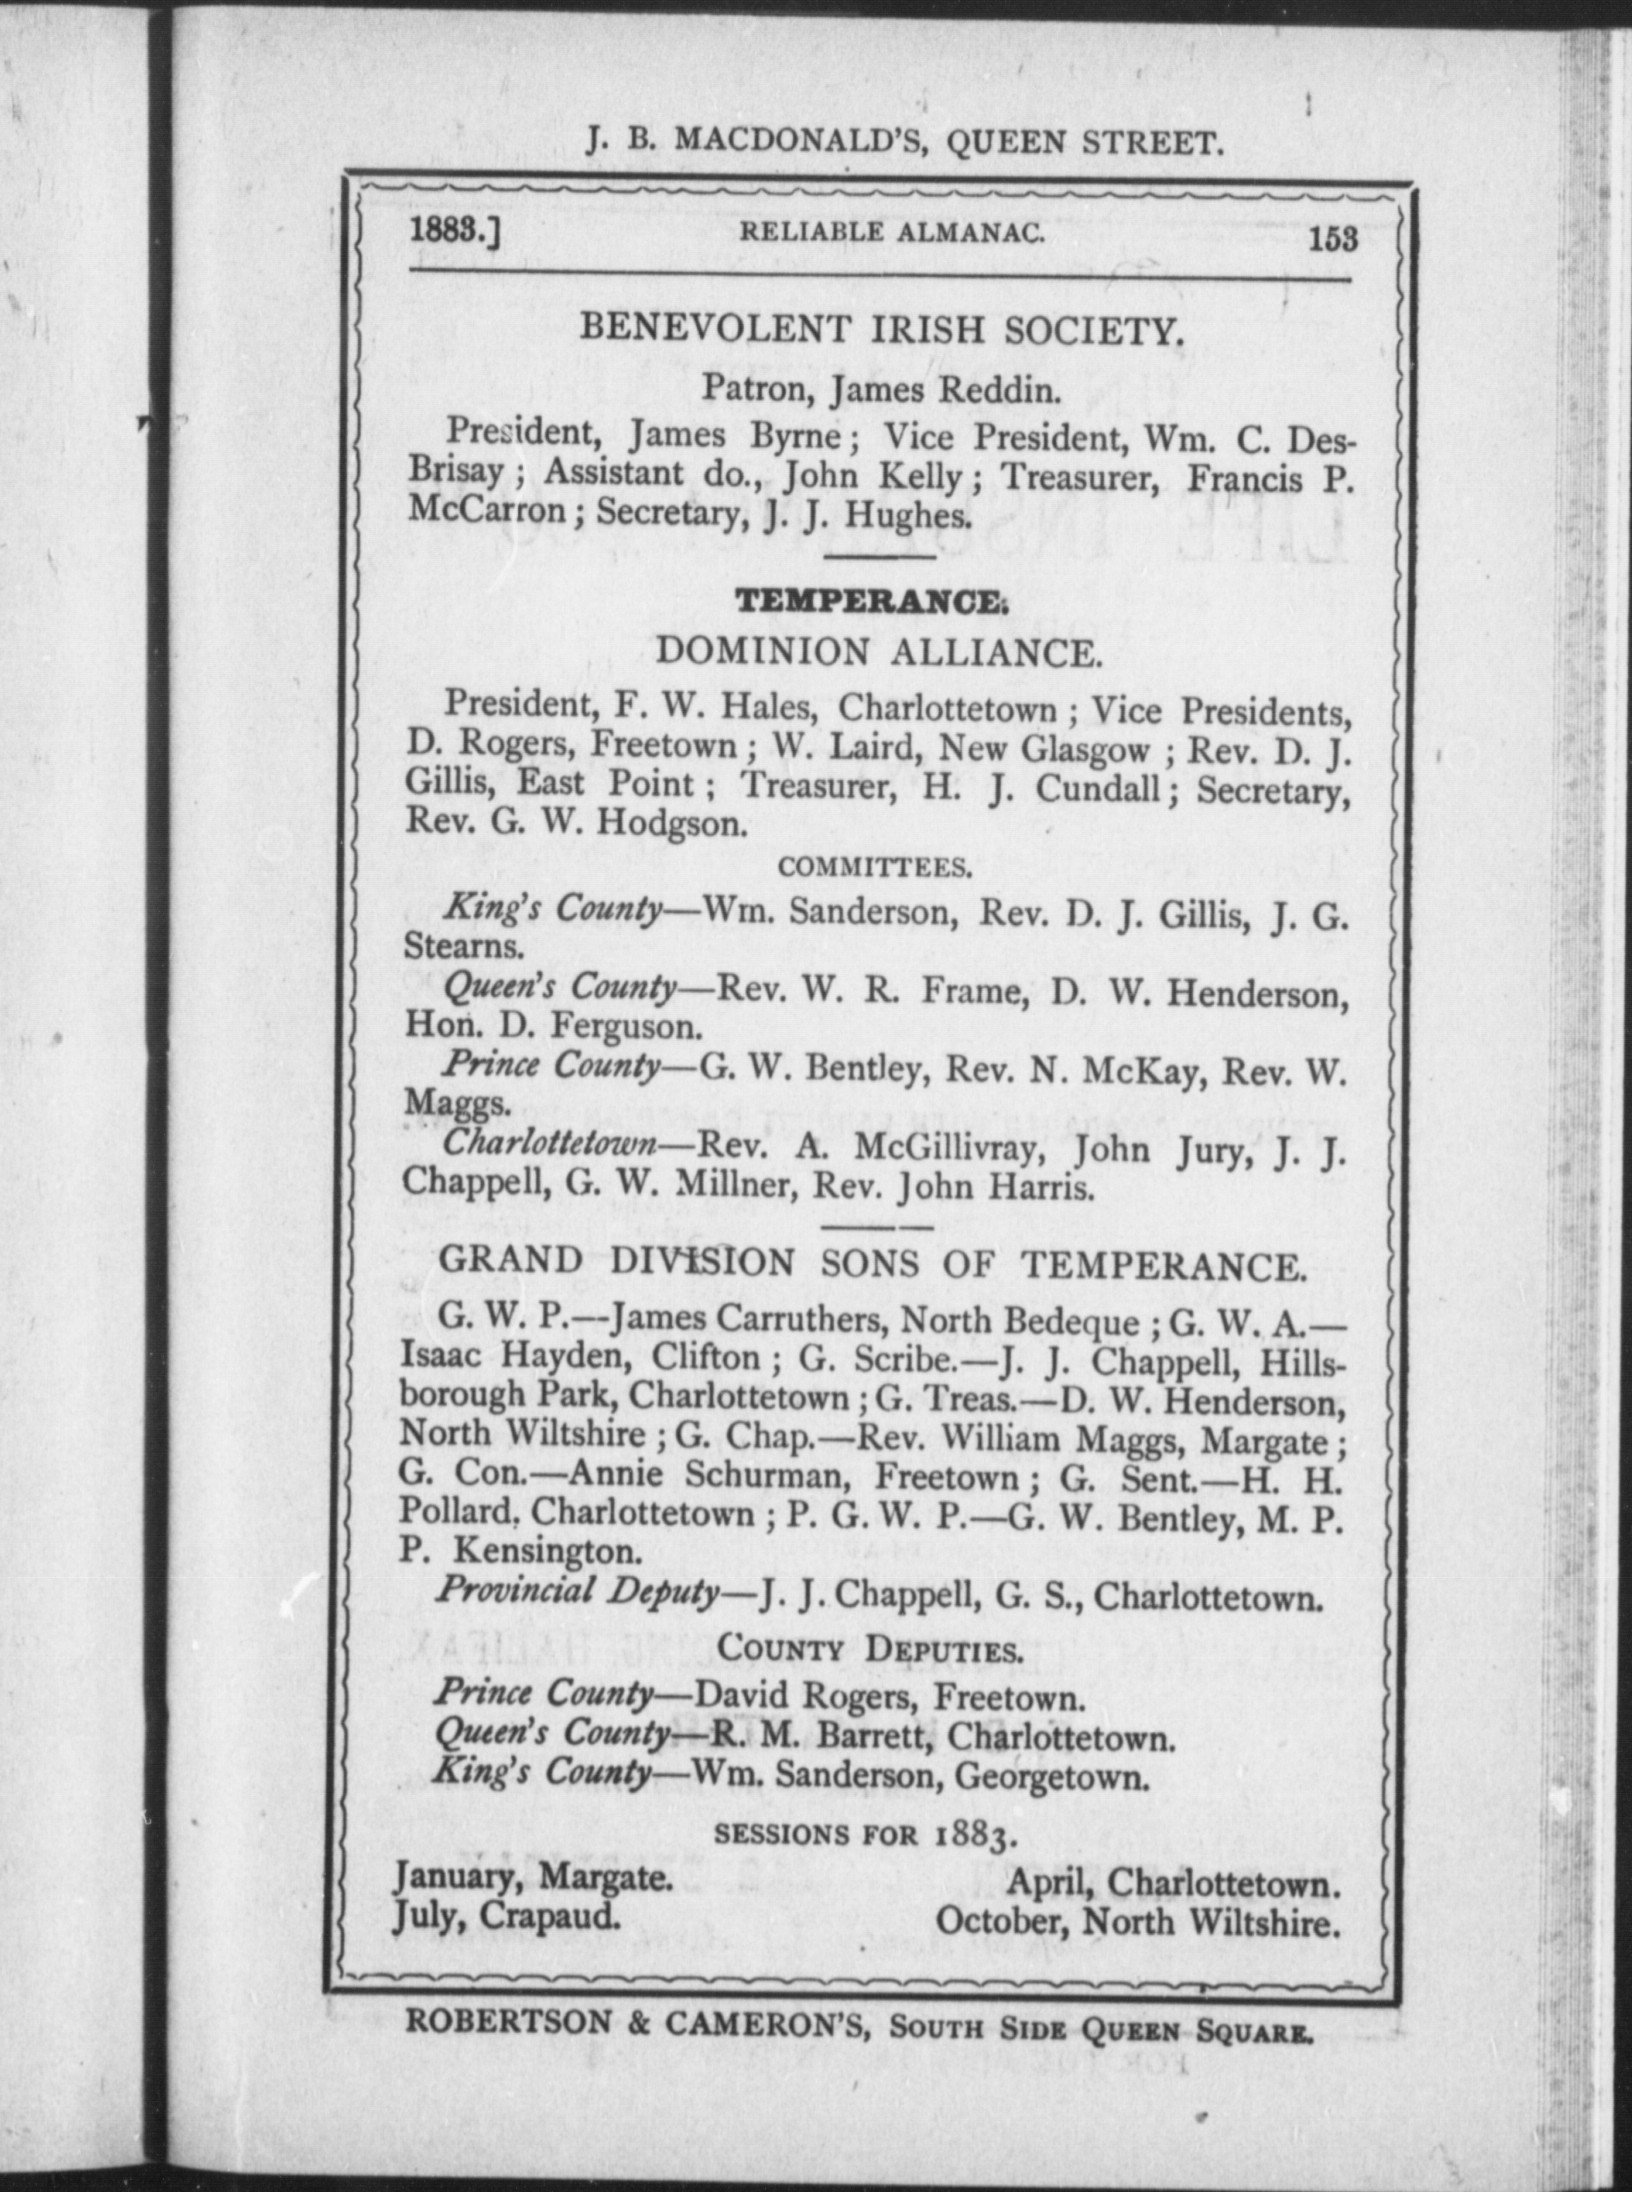 J. B. MACDONALD'S, QUEEN STREET.
1883.] RELIABLE ALMANAC. 153
BENEVOLENT IRISH SOCIETY.
Patron, James Reddin.
President, James Byrne; Vice President, Wm. C. Des-
Brisay; Assistant do., John Kelly; Treasurer, Francis P.
McCarron; Secretary, J. J. Hughes.
TEMPERANCE.
DOMINION ALLIANCE.
President, F. W. Hales, Charlottetown; Vice Presidents,
D. Rogers, Freetown; W. Laird, New Glasgow; Rev. D. J.
Gillis, East Point; Treasurer, H. J. Cundall; Secretary,
Rev. G. W. Hodgson.
COMMITTEES.
King's County—Wm. Sanderson, Rev. D. J. Gillis, J. G.
Stearns.
Queen's County—Rev. W. R. Frame, D. W. Henderson,
Hon. D. Ferguson.
Prince County—G. W. Bentley, Rev. N. McKay, Rev. W.
Maggs.
Charlottetown—Rev. A. McGillivray, John Jury, J. J.
Chappell, G. W. Millner, Rev. John Harris.
GRAND DIVISION SONS OF TEMPERANCE.
G. W. P.—James Carruthers, North Bedeque; G. W. A.—
Isaac Hayden, Clifton; G. Scribe.—J. J. Chappell, Hills-
borough Park, Charlottetown; G. Treas.—D. W. Henderson,
North Wiltshire; G. Chap.—Rev. William Maggs, Margate;
G. Con.—Annie Schurman, Freetown; G. Sent.—H. H.
Pollard, Charlottetown; P. G. W. P.—G. W. Bentley, M. P.
P. Kensington.
Provincial Deputy—J. J. Chappell, G. S., Charlottetown.
COUNTY DEPUTIES.
Prince County—David Rogers, Freetown.
Queen's County—R. M. Barrett, Charlottetown.
King's County—Wm. Sanderson, Georgetown.
SESSIONS FOR 1883.
January, Margate. April, Charlottetown.
July, Crapaud. October, North Wiltshire.
ROBERTSON & CAMERON'S, SOUTH SIDE QUEEN SQUARE.